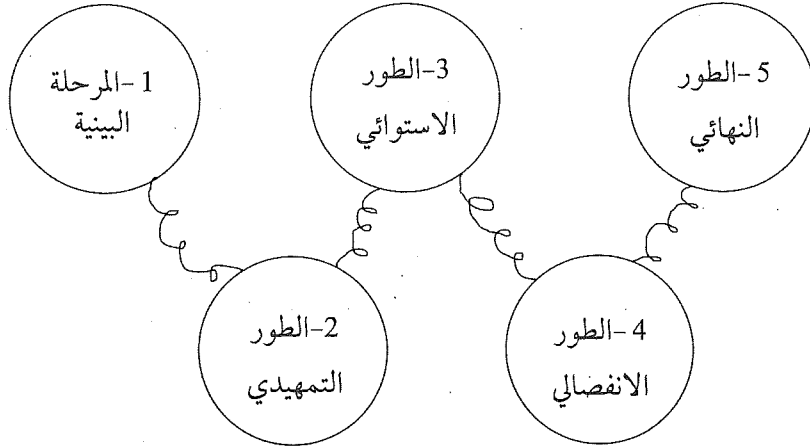 1-المرحلة
البينية
2-الطور
التمهيدي
3-الطور
الاستوائي
4-الطور
الانفصالي
5-الطور
النهائي